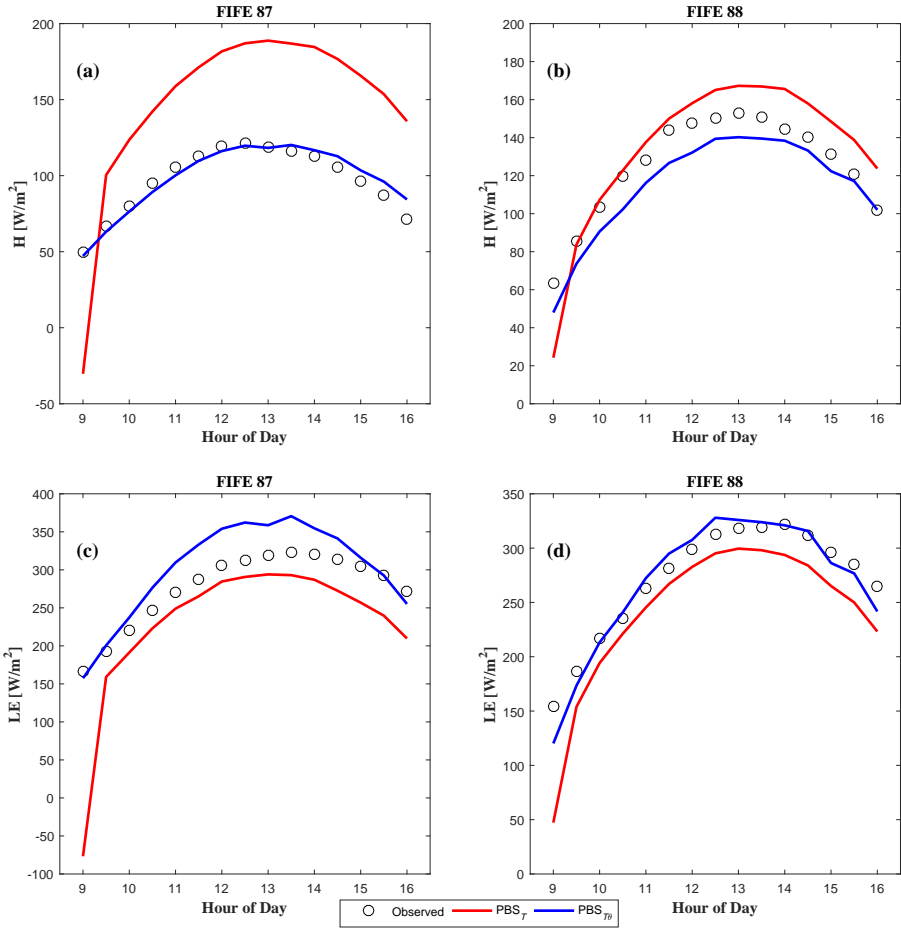 FIFE 87
(a)
H [W/m²]
200
150
100
50
0
-50
9 10 11 12 13 14 15 16
Hour of Day
FIFE 88
(b)
H [W/m²]
200
180
160
140
120
100
80
60
40
20
0
9 10 11 12 13 14 15 16
Hour of Day
FIFE 87
(c)
LE [W/m²]
400
350
300
250
200
150
100
50
0
-50
-100
9 10 11 12 13 14 15 16
Hour of Day
FIFE 88
(d)
LE [W/m²]
350
300
250
200
150
100
50
0
9 10 11 12 13 14 15 16
Hour of Day
Observed PBS_T PBS_Tθ